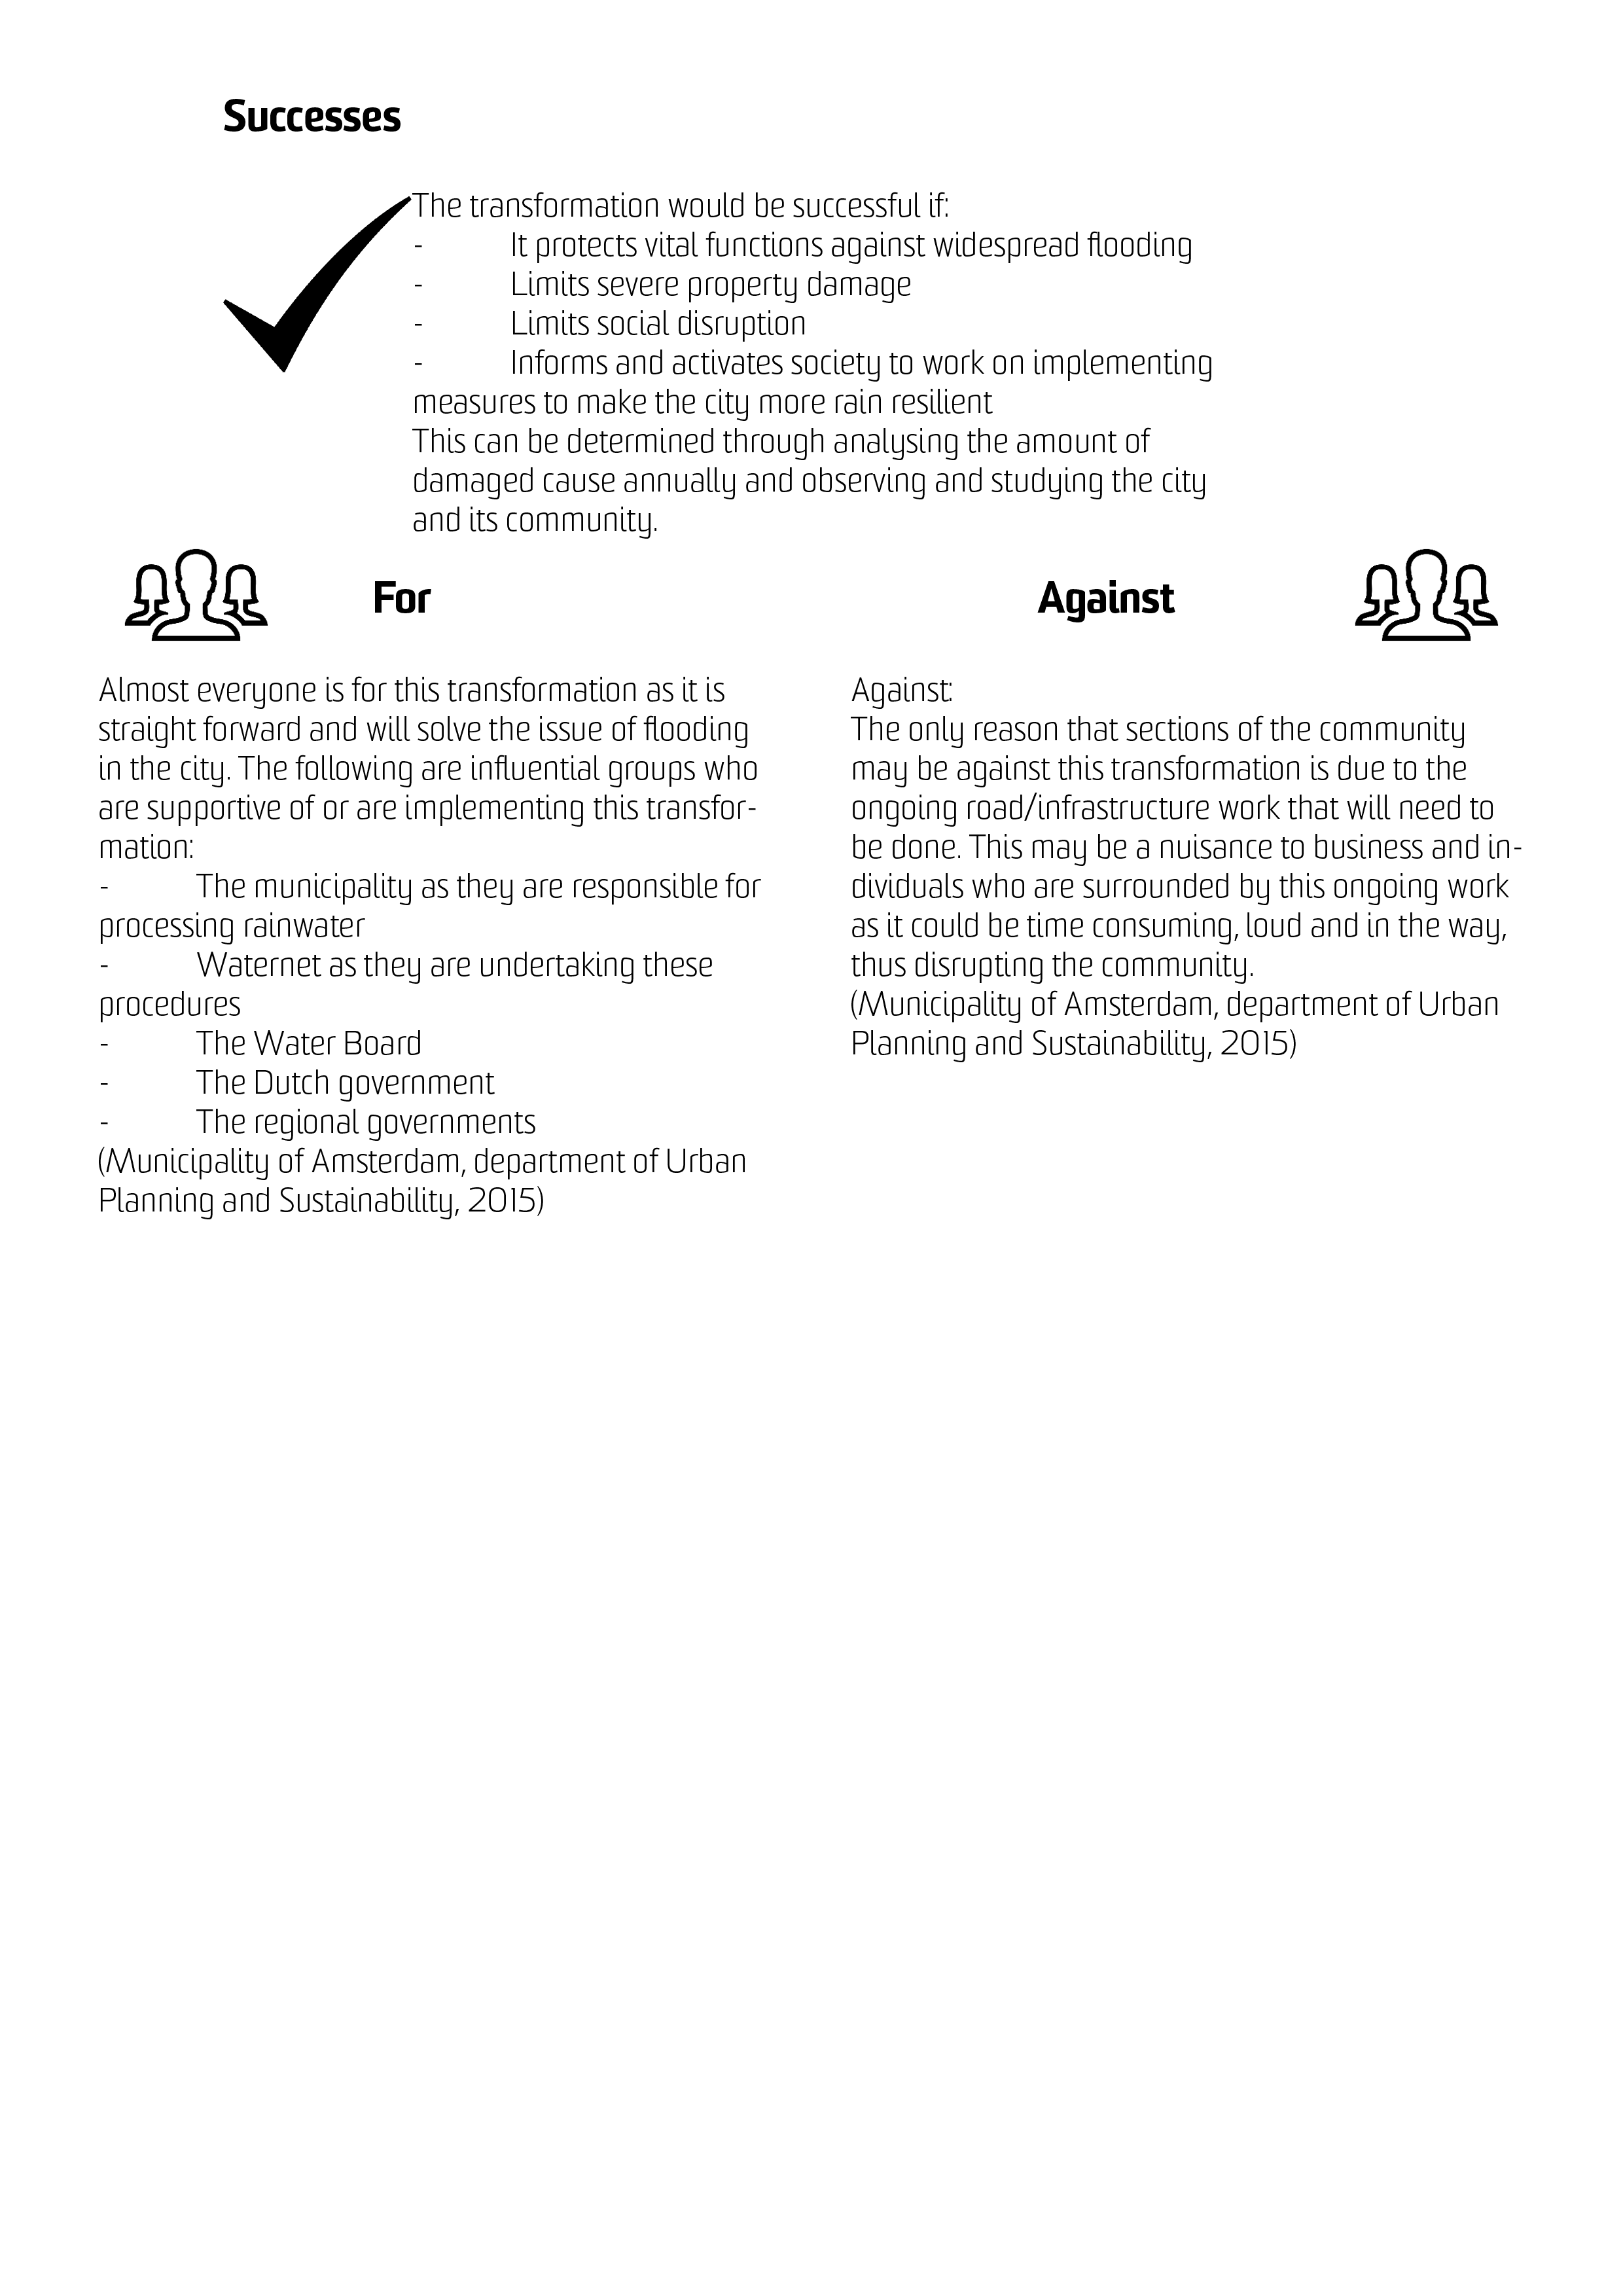 Successes
The transformation would be successful if:
- It protects vital functions against widespread flooding
- Limits severe property damage
- Limits social disruption
- Informs and activates society to work on implementing
measures to make the city more rain resilient
This can be determined through analysing the amount of
damaged cause annually and observing and studying the city
and its community.
For
Almost everyone is for this transformation as it is
straight forward and will solve the issue of flooding
in the city. The following are influential groups who
are supportive of or are implementing this transfor-
mation:
- The municipality as they are responsible for
processing rainwater
- Waternet as they are undertaking these
procedures
- The Water Board
- The Dutch government
- The regional governments
(Municipality of Amsterdam, department of Urban
Planning and Sustainability, 2015)
Against
Against:
The only reason that sections of the community
may be against this transformation is due to the
ongoing road/infrastructure work that will need to
be done. This may be a nuisance to business and in-
dividuals who are surrounded by this ongoing work
as it could be time consuming, loud and in the way,
thus disrupting the community.
(Municipality of Amsterdam, department of Urban
Planning and Sustainability, 2015)